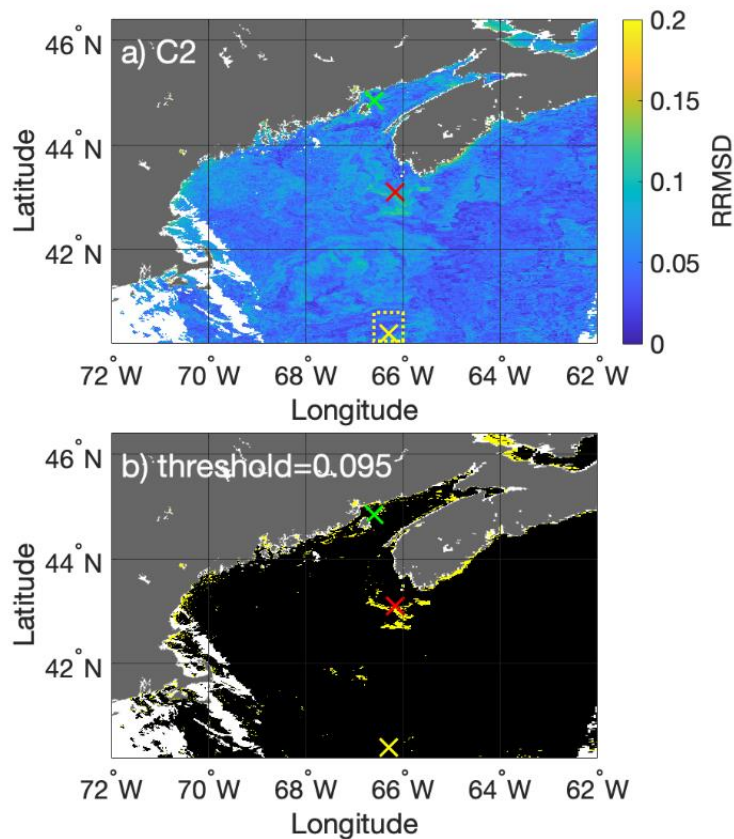 a) C2
46° N
44° N
42° N
Latitude
72° W 70° W 68° W 66° W 64° W 62° W
Longitude
0.2
0.15
0.1
0.05
0
RRMSD
b) threshold=0.095
46° N
44° N
42° N
Latitude
72° W 70° W 68° W 66° W 64° W 62° W
Longitude